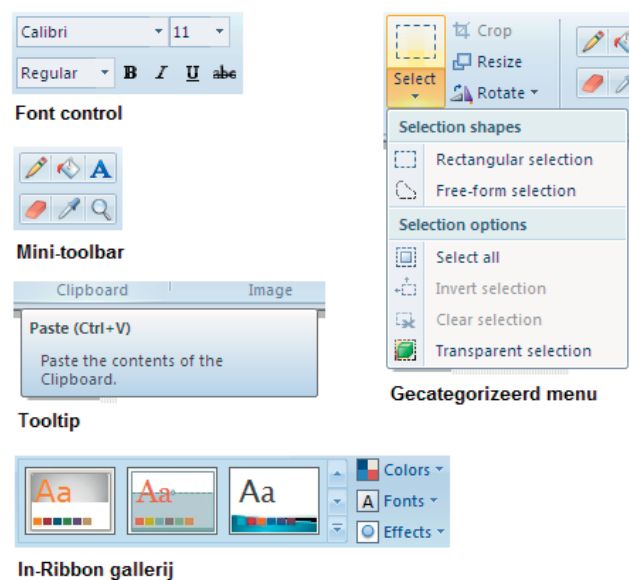 Calibri 11
Regular B I U abc
Font control
A
Mini-toolbar
Clipboard Image
Paste (Ctrl+V)
Paste the contents of the
Clipboard.
Tooltip
Select
Crop
Resize
Rotate
Selection shapes
Rectangular selection
Free-form selection
Selection options
Select all
Invert selection
Clear selection
Transparent selection
Gecategorizeerd menu
Aa Aa Aa
Colors
A Fonts
Effects
In-Ribbon gallerij